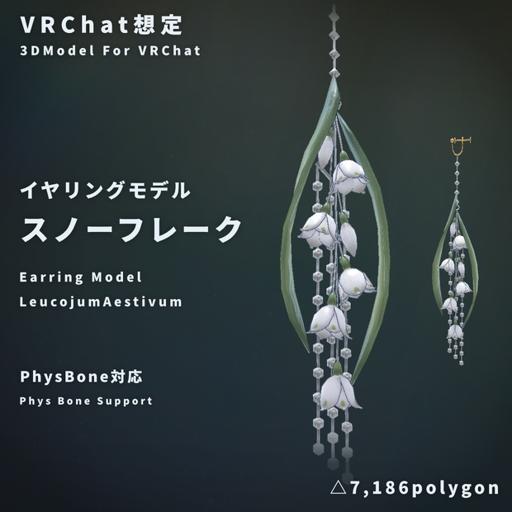 VRChat想定
3DModel For VRChat
イヤリングモデル
スノーフレーク
Earring Model
LeucojumAestivum
PhysBone対応
Phys Bone Support
△7,186polygon